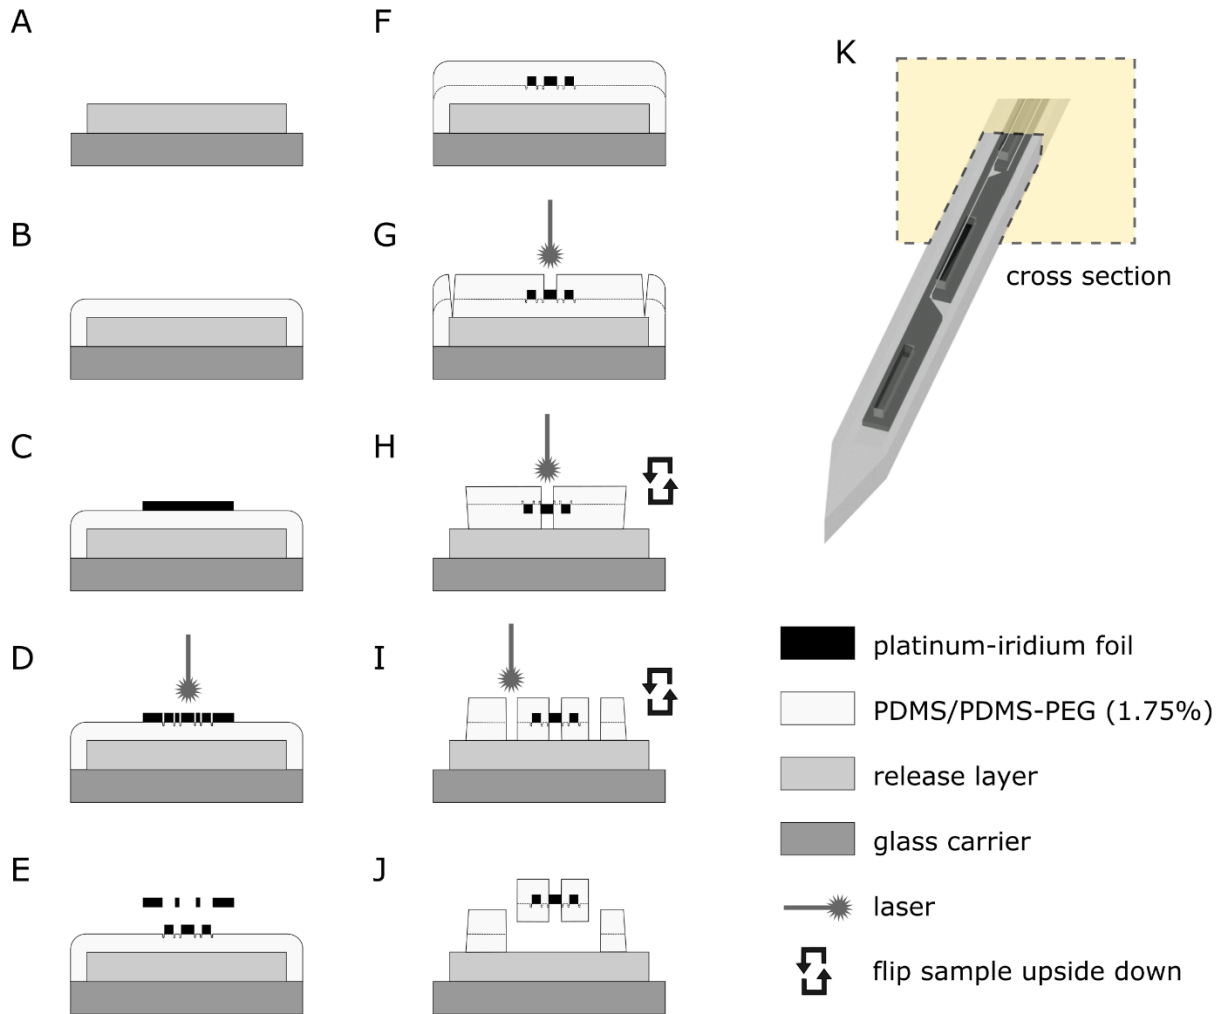 A
B
C
D
E
F
G
H
I
J
K
cross section
platinum-iridium foil
PDMS/PDMS-PEG (1.75%)
release layer
glass carrier
laser
flip sample upside down